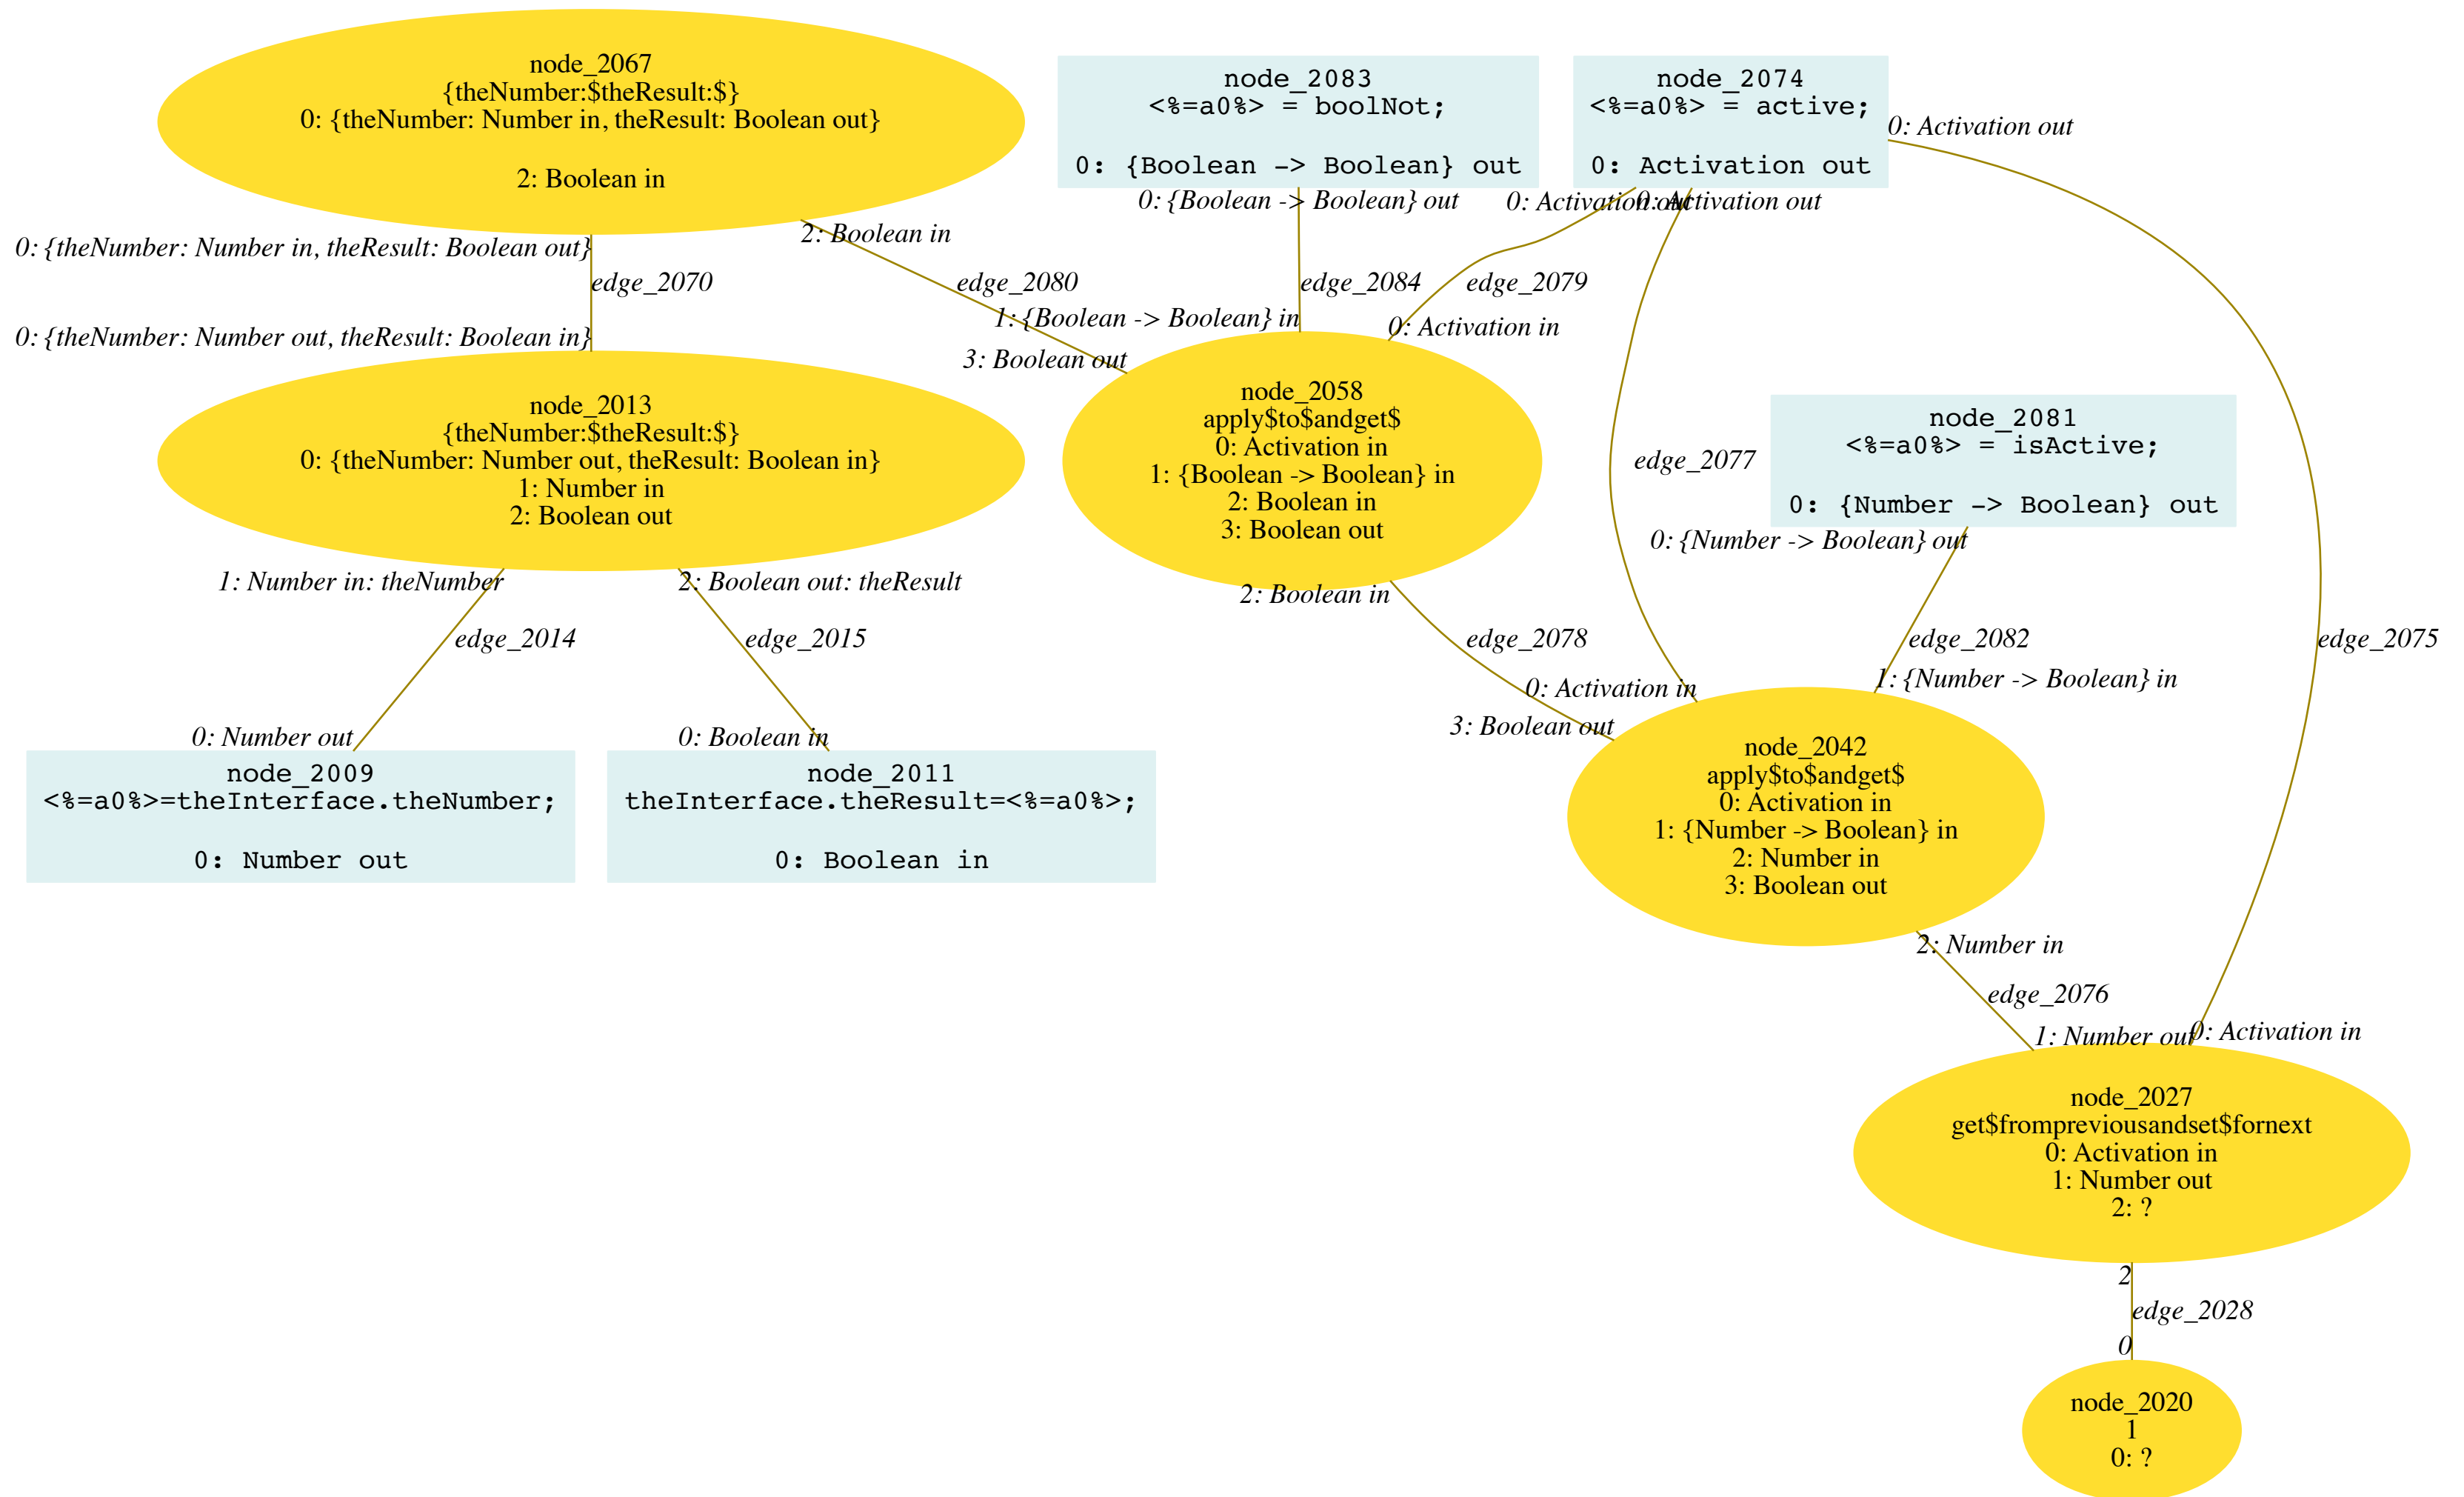 node_2067
{theNumber:$theResult:$}
0: {theNumber: Number in, theResult: Boolean out}
2: Boolean in
node_2083
<%=a0%> = boolNot;
0: {Boolean -> Boolean} out
node_2074
<%=a0%> = active;
0: Activation out
0: Activation out
0: {theNumber: Number in, theResult: Boolean out}
2: Boolean in
0: {Boolean -> Boolean} out
0: Activation out
0: Activation out
edge_2070
edge_2080
edge_2084
edge_2079
0: {theNumber: Number out, theResult: Boolean in}
1: {Boolean -> Boolean} in
0: Activation in
3: Boolean out
node_2013
{theNumber:$theResult:$}
0: {theNumber: Number out, theResult: Boolean in}
1: Number in
2: Boolean out
node_2058
apply$to$andget$
0: Activation in
1: {Boolean -> Boolean} in
2: Boolean in
3: Boolean out
edge_2077
node_2081
<%=a0%> = isActive;
0: {Number -> Boolean} out
0: {Number -> Boolean} out
1: Number in: theNumber
2: Boolean out: theResult
2: Boolean in
edge_2014
edge_2015
edge_2078
edge_2082
edge_2075
0: Activation in
1: {Number -> Boolean} in
3: Boolean out
0: Number out
0: Boolean in
node_2009
<%=a0%>=theInterface.theNumber;
0: Number out
node_2011
theInterface.theResult=<%=a0%>;
0: Boolean in
node_2042
apply$to$andget$
0: Activation in
1: {Number -> Boolean} in
2: Number in
3: Boolean out
2: Number in
edge_2076
1: Number out
0: Activation in
node_2027
get$frompreviousandset$fornext
0: Activation in
1: Number out
2: ?
2
edge_2028
0
node_2020
1
0: ?